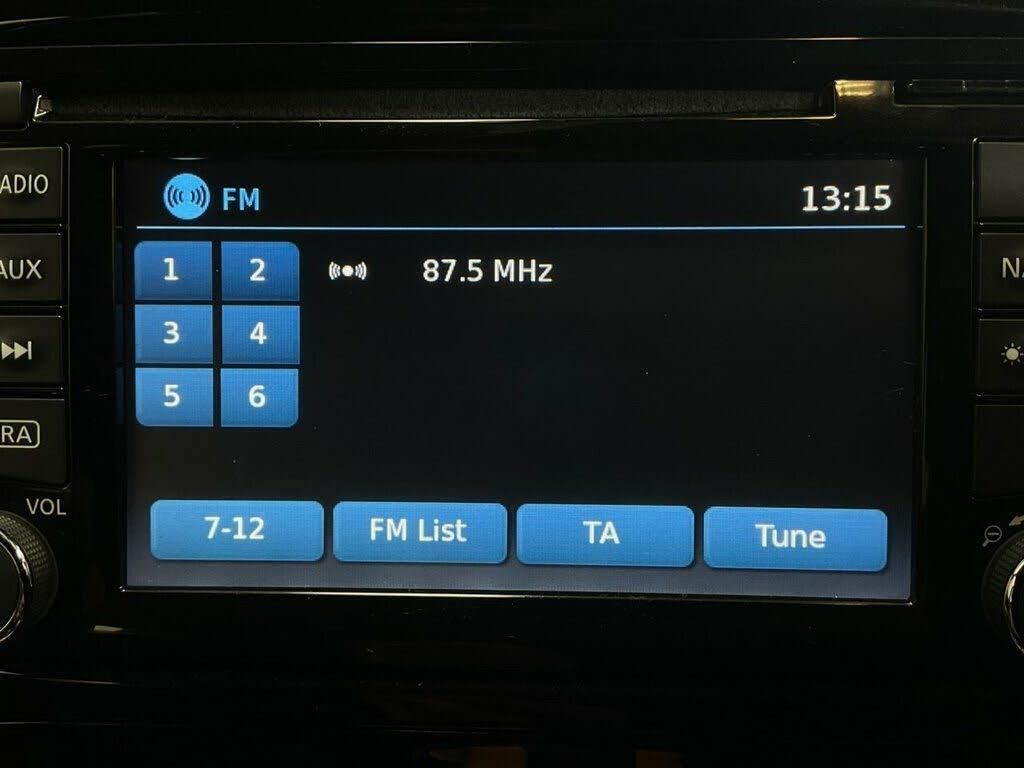 FM 13:15
1 2 87.5 MHz
3 4
5 6
7-12 FM List TA Tune
ADIO
AUX
RA
VOL
N